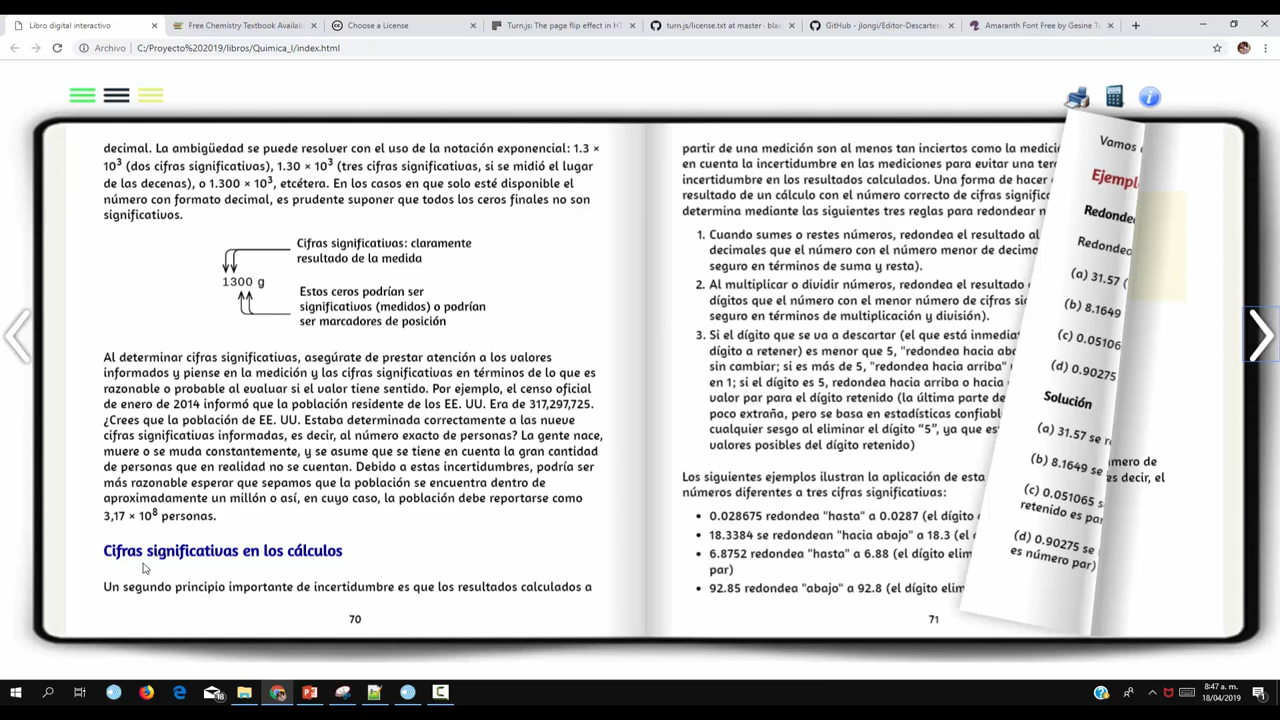 Libro digital interactivo
Free Chemistry Textbook Availab
Choose a License
Turn.js: The page flip effect in HT
turn.js/license.txt at master · blas
GitHub - jlongi/Editor-Descartes
Amaranth Font Free by Gesine T
Archivo
C:/Proyecto%202019/libros/Quimica_I/index.html
decimal. La ambigüedad se puede resolver con el uso de la notación exponencial: 1.3 ×
10³ (dos cifras significativas), 1.30 × 10³ (tres cifras significativas, si se midió el lugar
de las decenas), o 1.300 × 10³, etcétera. En los casos en que solo esté disponible el
número con formato decimal, es prudente suponer que todos los ceros finales no son
significativos.
Cifras significativas: claramente
resultado de la medida
1300 g
Estos ceros podrían ser
significativos (medidos) o podrían
ser marcadores de posición
Al determinar cifras significativas, asegúrate de prestar atención a los valores
informados y piense en la medición y las cifras significativas en términos de lo que es
razonable o probable al evaluar si el valor tiene sentido. Por ejemplo, el censo oficial
de enero de 2014 informó que la población residente de los EE. UU. Era de 317,297,725.
¿Crees que la población de EE. UU. Estaba determinada correctamente a las nueve
cifras significativas informadas, es decir, al número exacto de personas? La gente nace,
muere o se muda constantemente, y se asume que se tiene en cuenta la gran cantidad
de personas que en realidad no se cuentan. Debido a estas incertidumbres, podría ser
más razonable esperar que sepamos que la población se encuentra dentro de
aproximadamente un millón o así, en cuyo caso, la población debe reportarse como
3,17 × 10⁸ personas.
Cifras significativas en los cálculos
Un segundo principio importante de incertidumbre es que los resultados calculados a
70
partir de una medición son al menos tan inciertos como la medici
en cuenta la incertidumbre en las mediciones para evitar una ter
incertidumbre en los resultados calculados. Una forma de hacer
resultado de un cálculo con el número correcto de cifras signific
determina mediante las siguientes tres reglas para redondear n
1. Cuando sumes o restes números, redondea el resultado al
decimales que el número con el número menor de decima
seguro en términos de suma y resta).
2. Al multiplicar o dividir números, redondea el resultado
dígitos que el número con el menor número de cifras si
seguro en términos de multiplicación y división).
3. Si el dígito que se va a descartar (el que está inmediat
dígito a retener) es menor que 5, "redondea hacia aba
sin cambiar; si es más de 5, "redondea hacia arriba"
en 1; si el dígito es 5, redondea hacia arriba o hacia
valor par para el dígito retenido (la última parte de
poco extraña, pero se basa en estadísticas confiabl
cualquier sesgo al eliminar el dígito “5”, ya que es
valores posibles del dígito retenido)
úmero de
Los siguientes ejemplos ilustran la aplicación de esta
es decir, el
números diferentes a tres cifras significativas:
• 0.028675 redondea "hasta" a 0.0287 (el dígito
• 18.3384 se redondean "hacia abajo" a 18.3 (el
• 6.8752 redondea "hasta" a 6.88 (el dígito elim
par)
• 92.85 redondea "abajo" a 92.8 (el dígito elim
71
Vamos
Ejempl
Redonde
Redondea
(a) 31.57 (
(b) 8.1649
(c) 0.05106
(d) 0.90275
Solución
(a) 31.57 se r
(b) 8.1649 se
(c) 0.051065 s
retenido es par
(d) 0.90275 se
es número par)
18
8:47 a. m.
18/04/2019